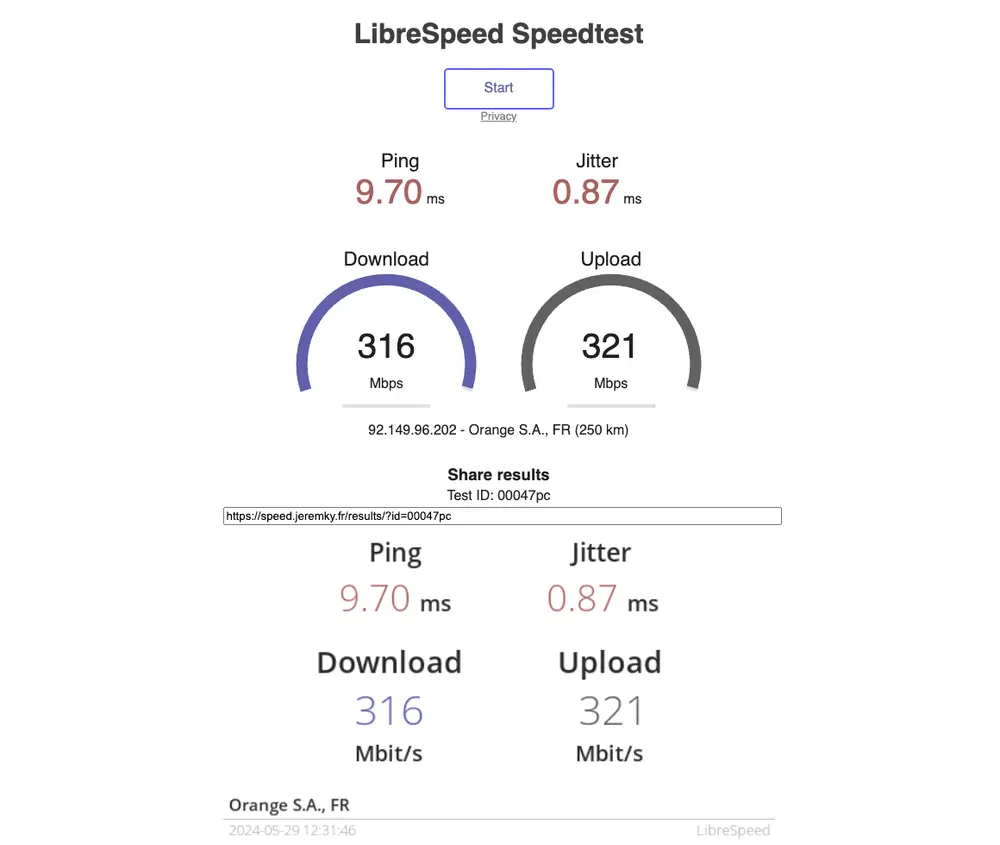 LibreSpeed Speedtest
Start
Privacy
Ping Jitter
9.70 ms 0.87 ms
Download Upload
316 321
Mbps Mbps
92.149.96.202 - Orange S.A., FR (250 km)
Share results
Test ID: 00047pc
https://speed.jeremky.fr/results/?id=00047pc
Ping Jitter
9.70 ms 0.87 ms
Download Upload
316 321
Mbit/s Mbit/s
Orange S.A., FR
2024-05-29 12:31:46 LibreSpeed